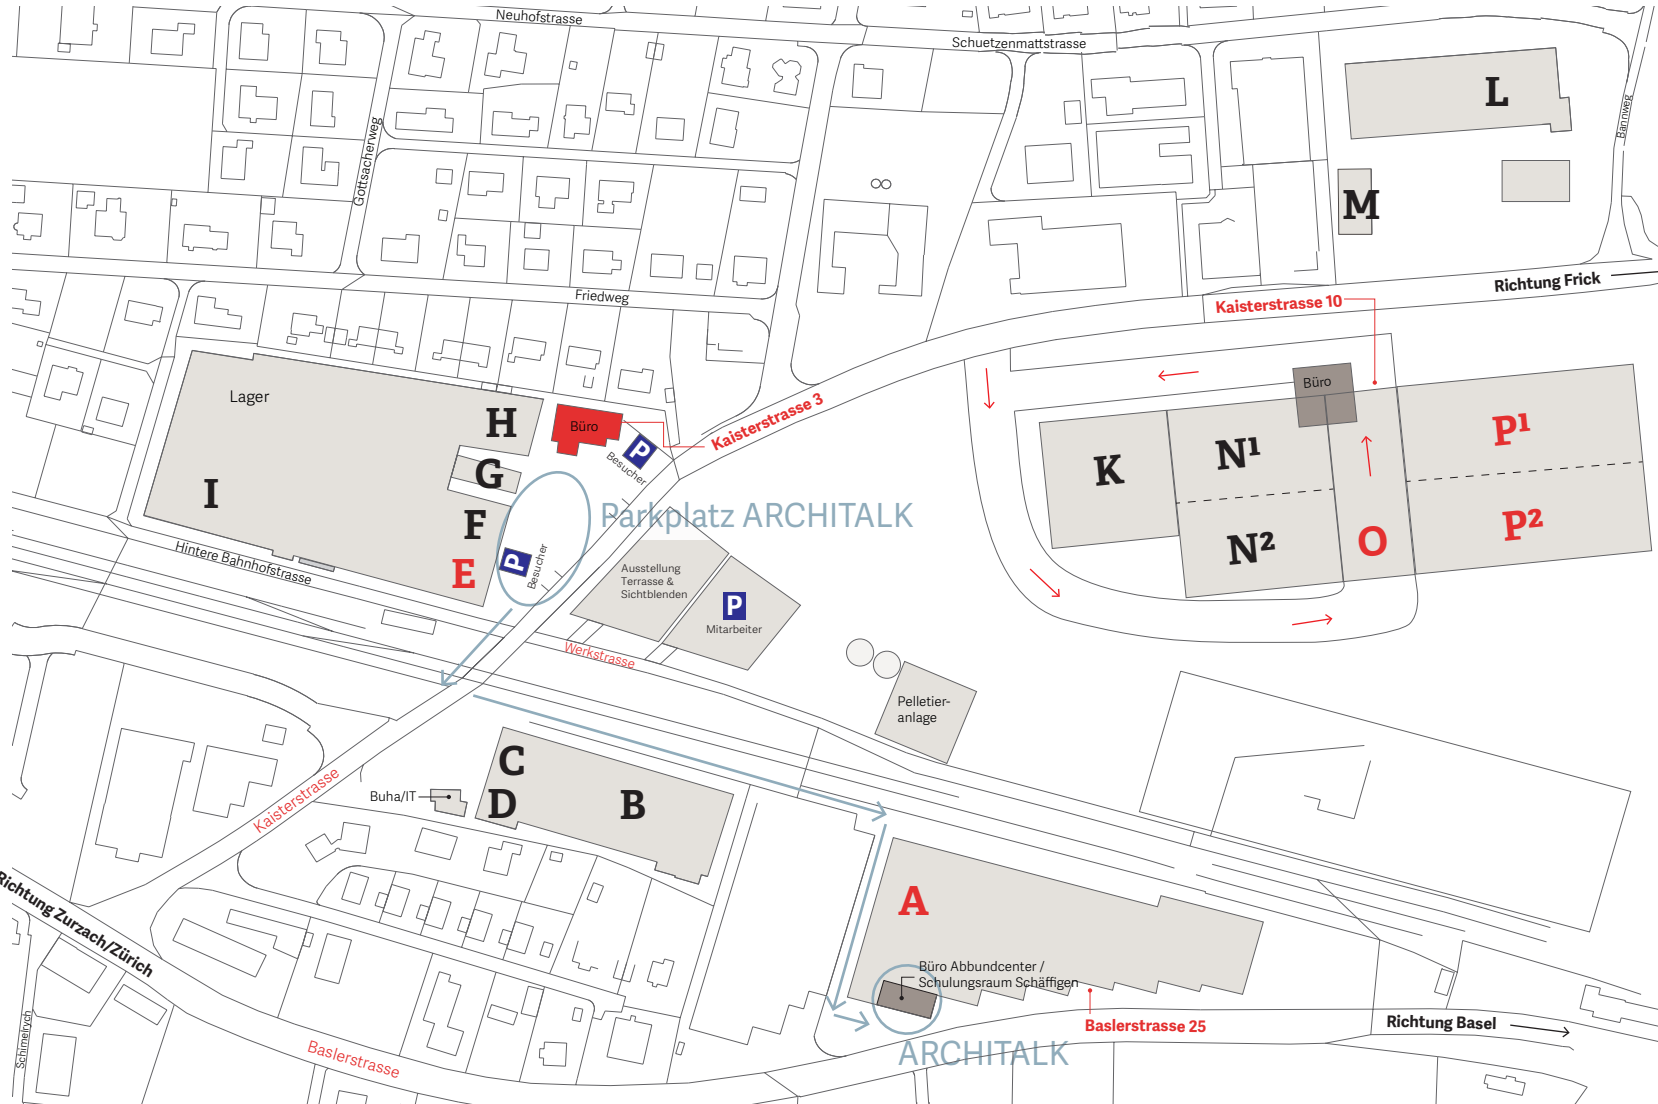 Neuhofstrasse
Schuetzenmattstrasse
L
Bannweg
Gottsacherweg
M
Richtung Frick
Friedweg
Kaisterstrasse 10
Büro
Lager
H
Büro
Kaisterstrasse 3
P
Besucher
G
I
F
E
Parkplatz ARCHITALK
P
Besucher
K
N¹
N²
O
P¹
P²
Hintere Bahnhofstrasse
Ausstellung
Terrasse &
Sichtblenden
P
Mitarbeiter
Werkstrasse
Pelletier-
anlage
C
D
B
Buha/IT
Kaisterstrasse
Richtung Zurzach/Zürich
A
Büro Abbundcenter /
Schulungsraum Schäffigen
Baslerstrasse 25
Richtung Basel
ARCHITALK
Schimelrych
Baslerstrasse